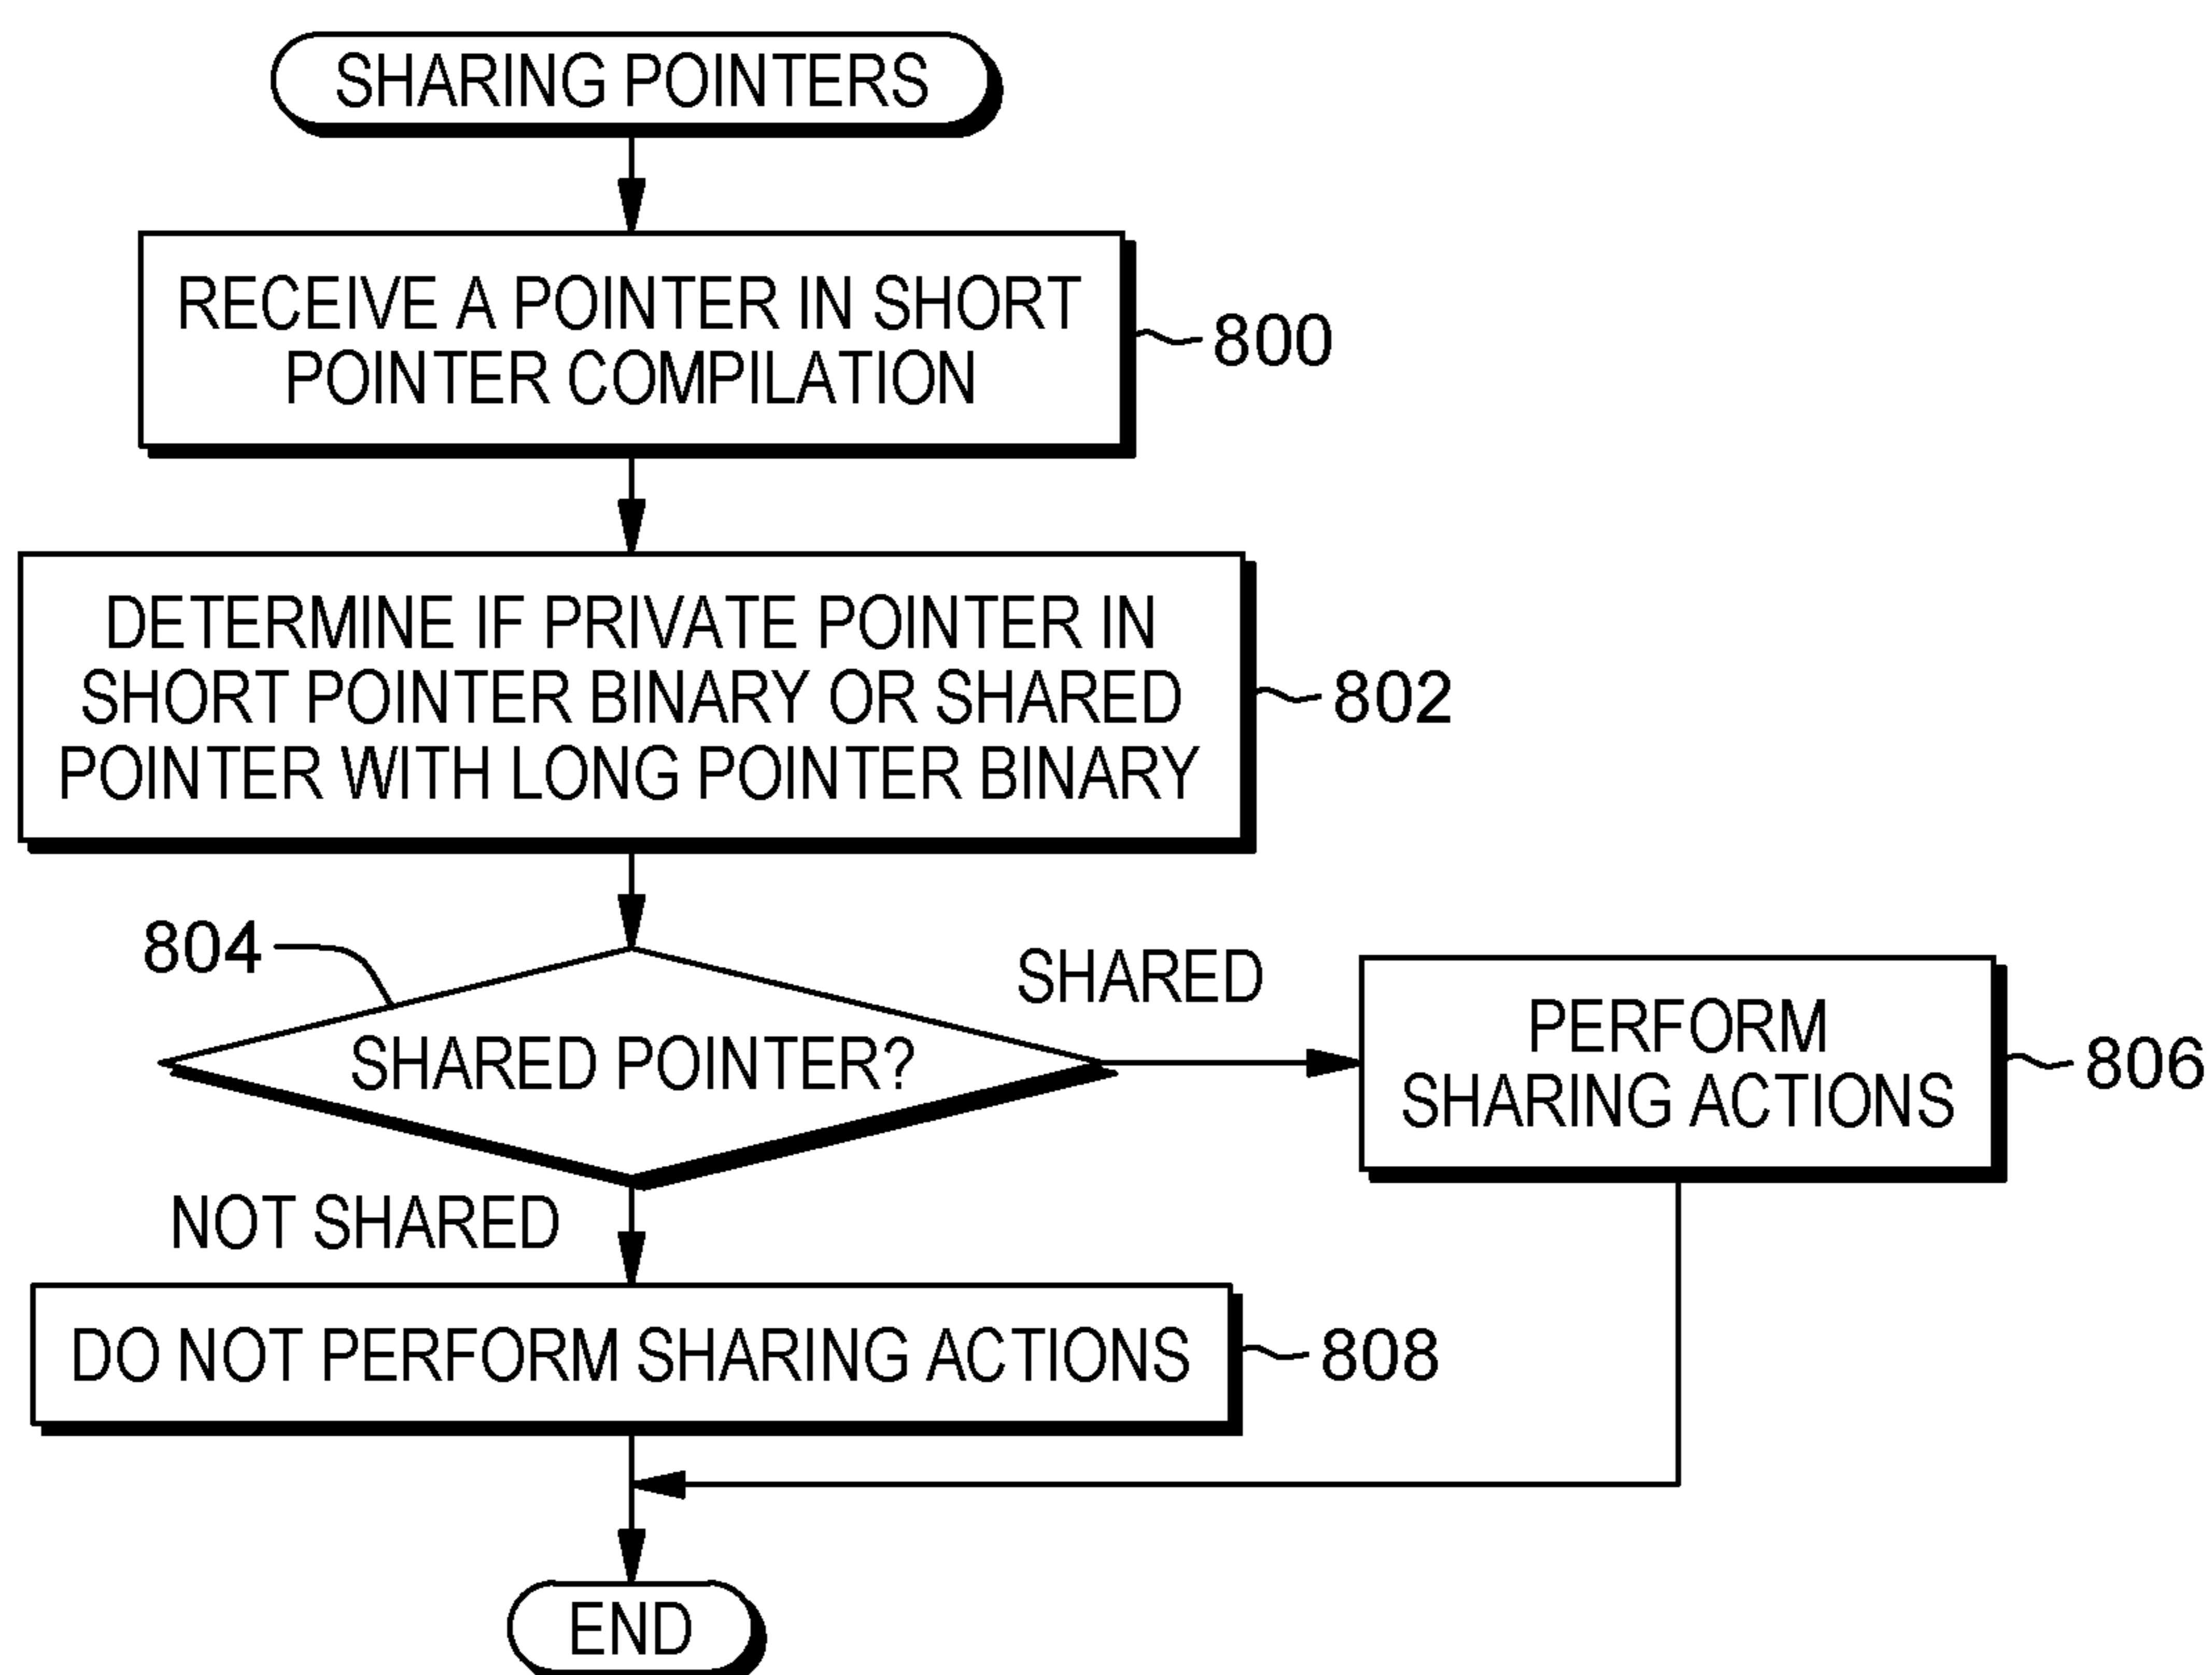 SHARING POINTERS
RECEIVE A POINTER IN SHORT
POINTER COMPILATION
800
DETERMINE IF PRIVATE POINTER IN
SHORT POINTER BINARY OR SHARED
POINTER WITH LONG POINTER BINARY
802
804
SHARED POINTER?
SHARED
PERFORM
SHARING ACTIONS
806
NOT SHARED
DO NOT PERFORM SHARING ACTIONS
808
END